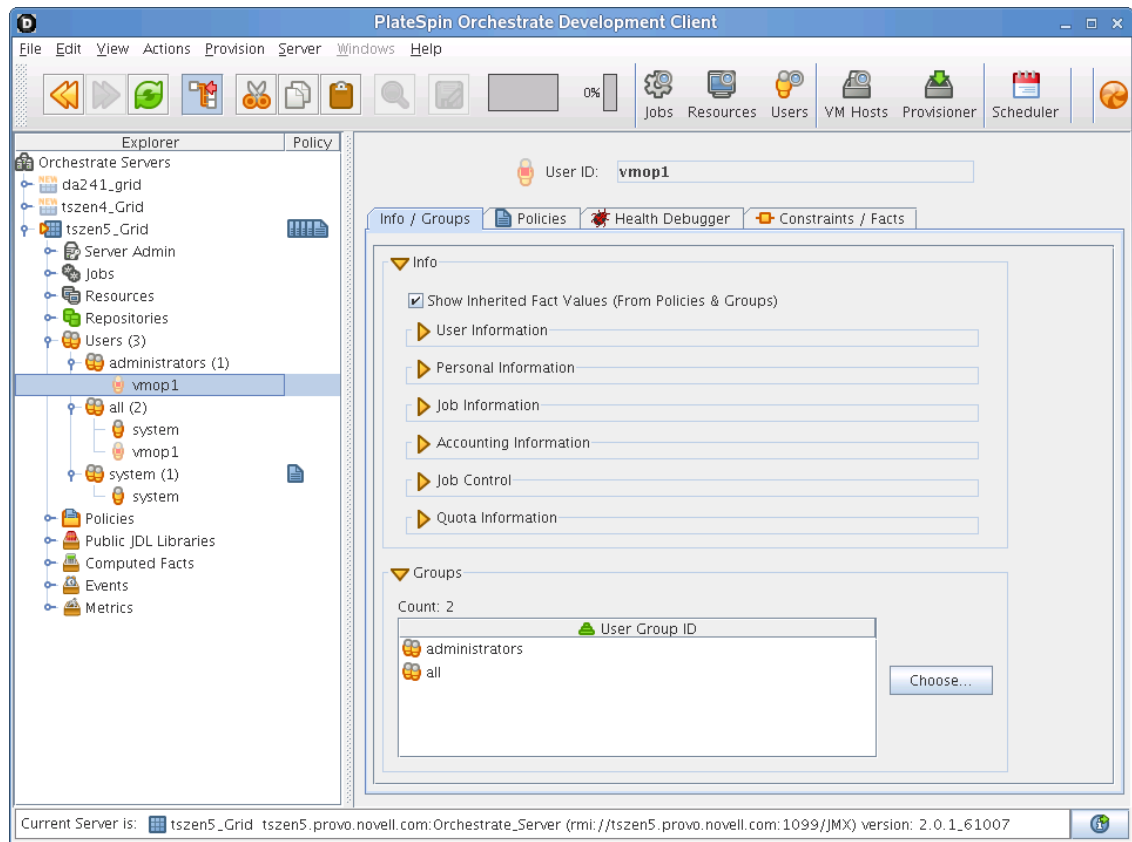 PlateSpin Orchestrate Development Client
File Edit View Actions Provision Server Windows Help
0%
Jobs Resources Users VM Hosts Provisioner Scheduler
Explorer Policy
Orchestrate Servers
NEW da241_grid
NEW tszen4_Grid
tszen5_Grid
Server Admin
Jobs
Resources
Repositories
Users (3)
administrators (1)
vmop1
all (2)
system
vmop1
system (1)
system
Policies
Public JDL Libraries
Computed Facts
Events
Metrics
User ID: vmop1
Info / Groups Policies Health Debugger Constraints / Facts
Info
Show Inherited Fact Values (From Policies & Groups)
User Information
Personal Information
Job Information
Accounting Information
Job Control
Quota Information
Groups
Count: 2
User Group ID
administrators
all
Choose...
Current Server is: tszen5_Grid tszen5.provo.novell.com:Orchestrate_Server (rmi://tszen5.provo.novell.com:1099/JMX) version: 2.0.1_61007